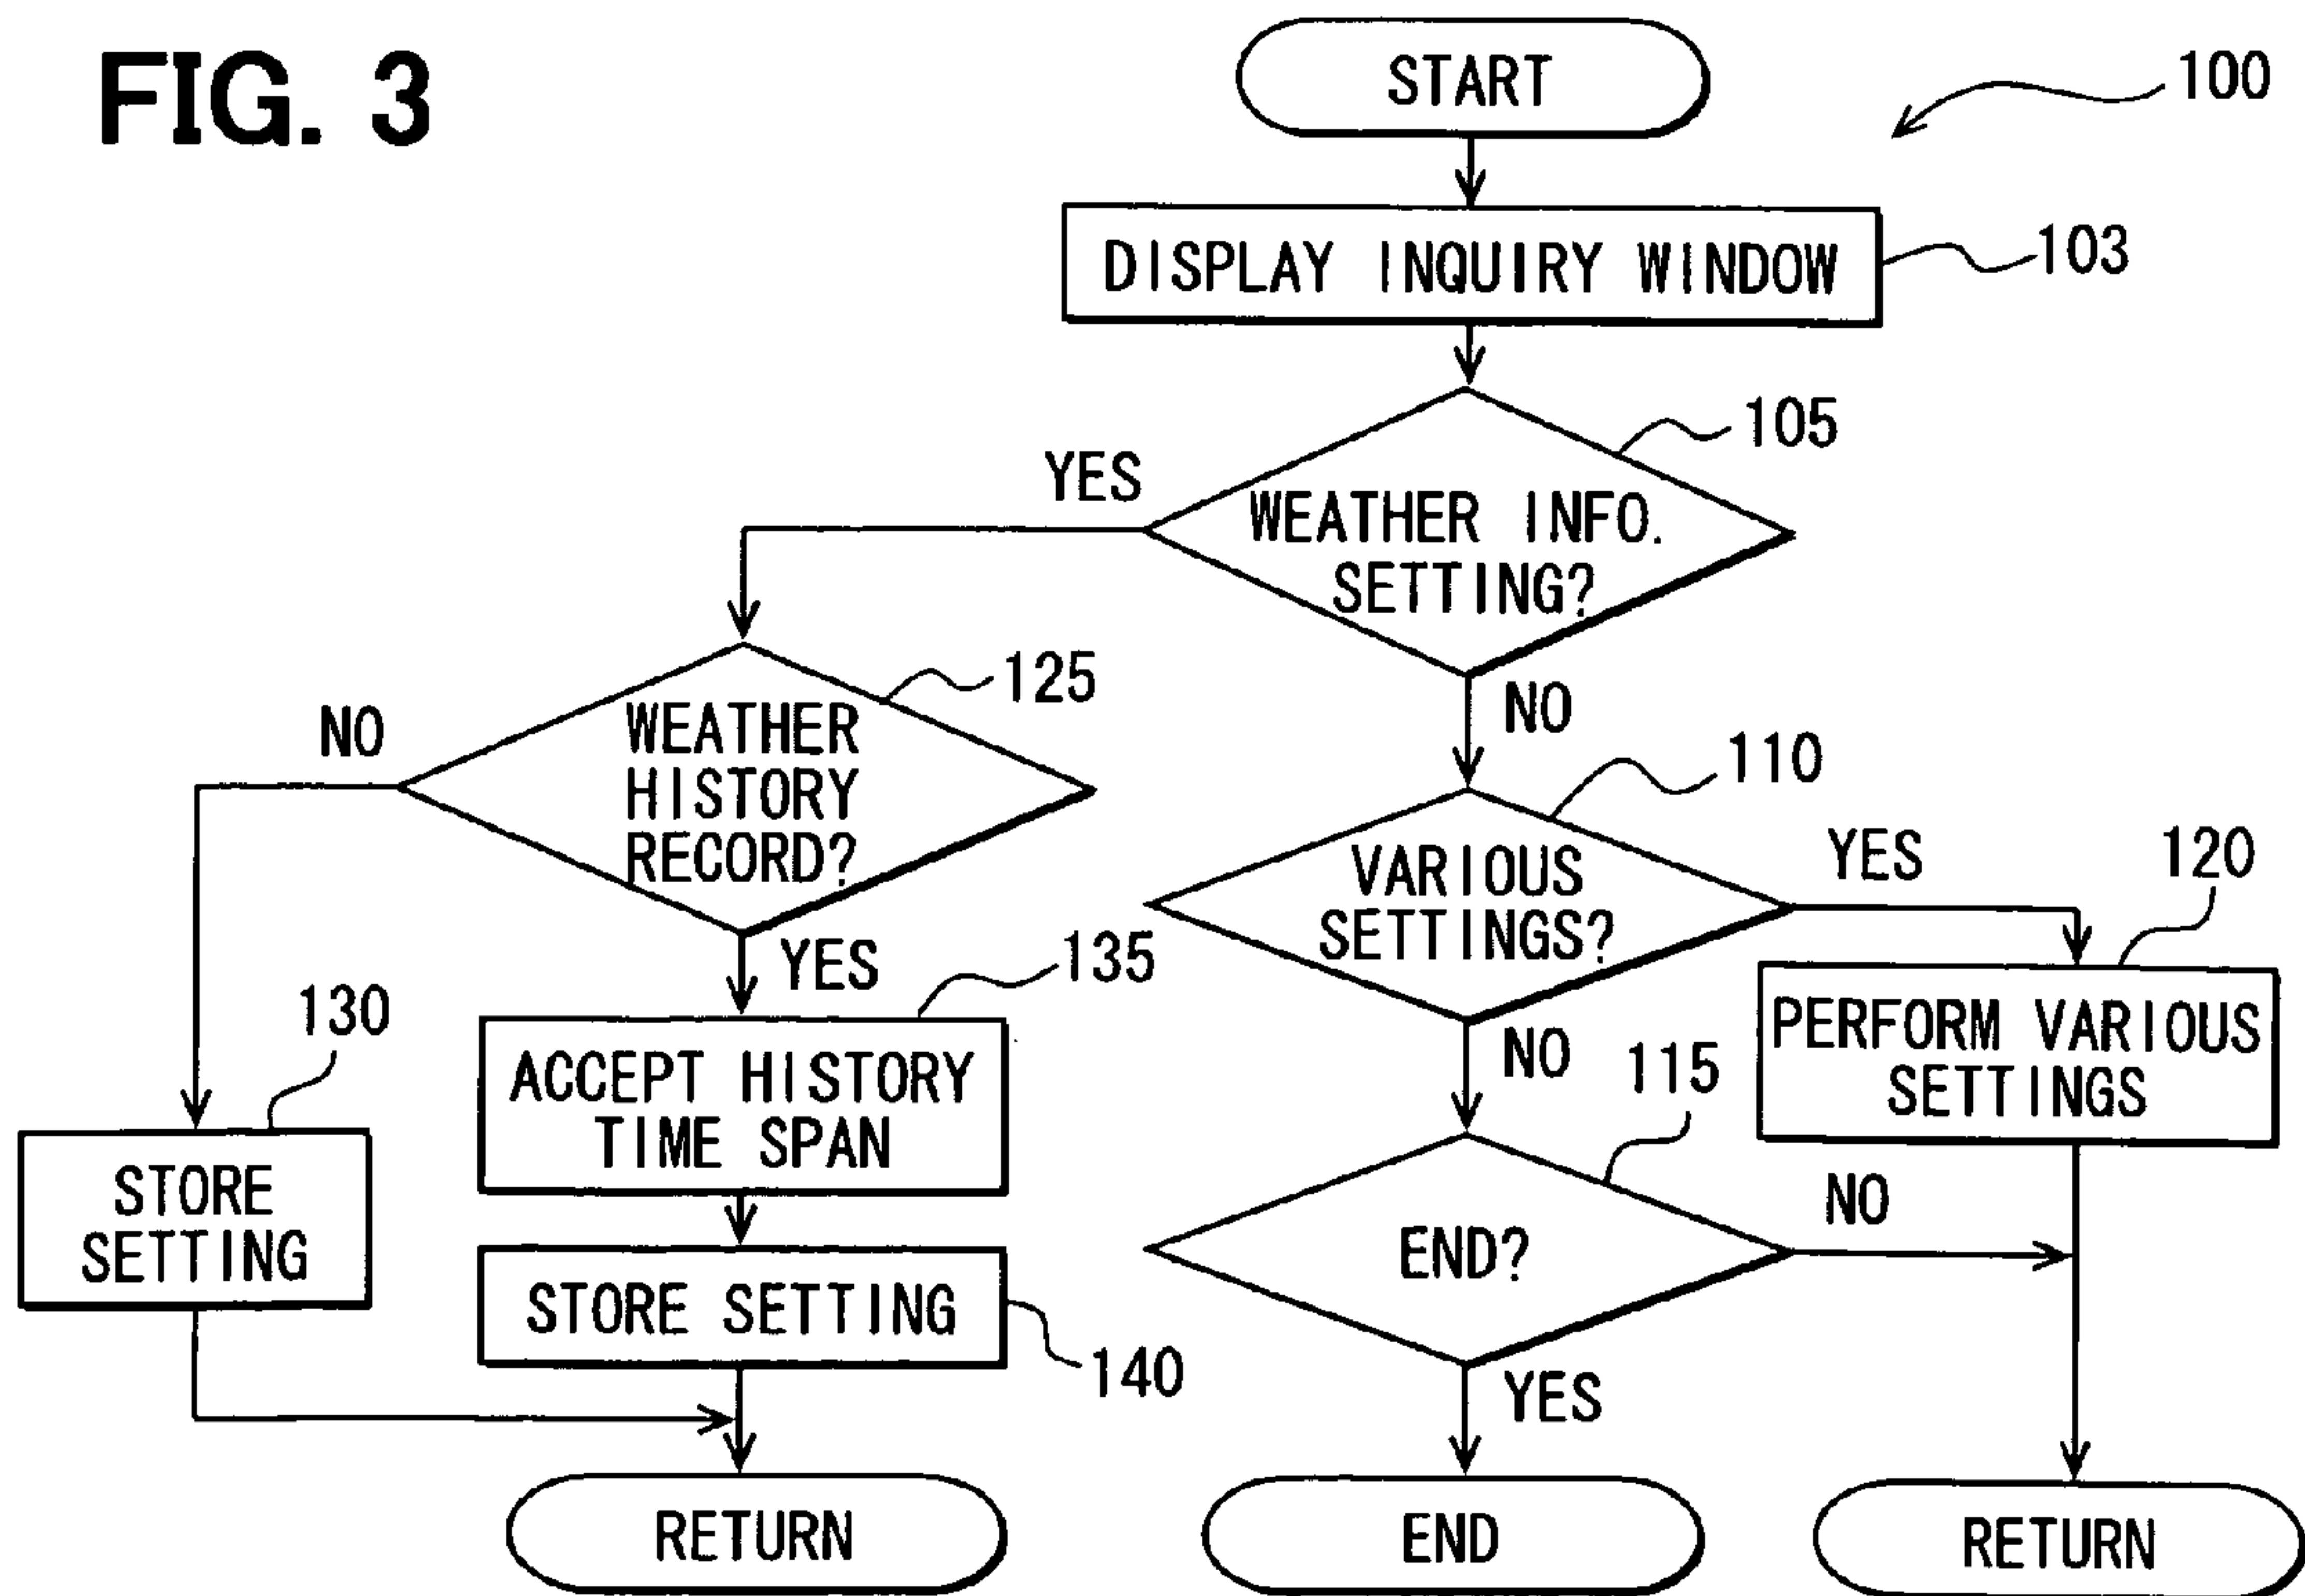 FIG. 3
START
100
DISPLAY INQUIRY WINDOW
103
105
YES
WEATHER INFO.
SETTING?
125
NO
NO
WEATHER
HISTORY
RECORD?
110
YES
120
VARIOUS
SETTINGS?
YES
135
130
NO
115
PERFORM VARIOUS
SETTINGS
ACCEPT HISTORY
TIME SPAN
STORE
SETTING
NO
END?
STORE SETTING
140
YES
RETURN
END
RETURN